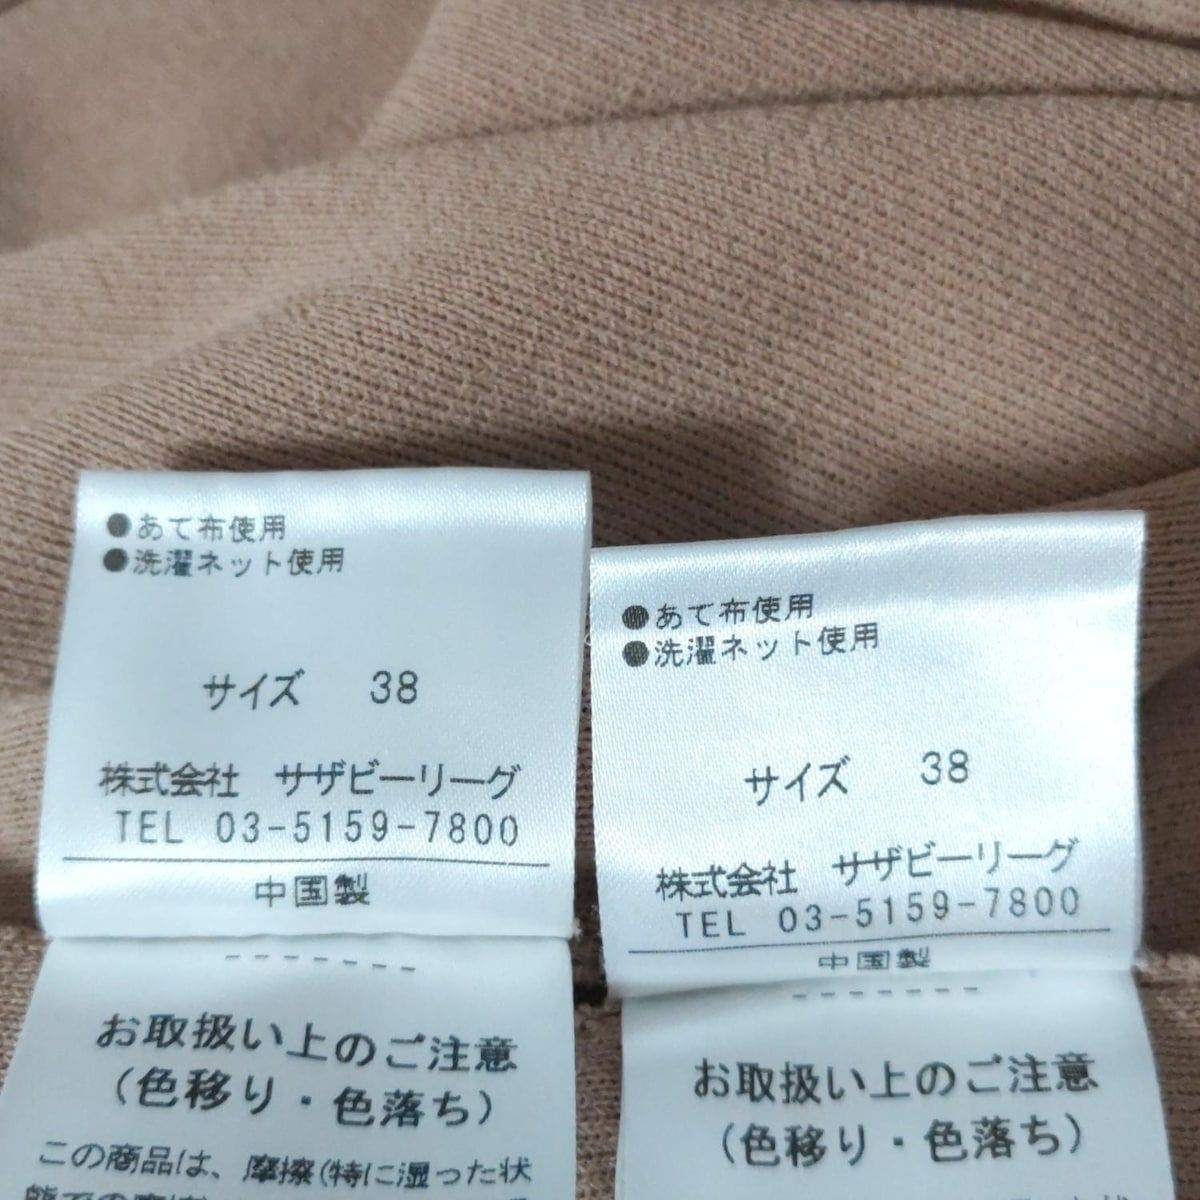 ●あて布使用
●洗濯ネット使用
サイズ 38
株式会社 サザビーリーグ
TEL 03-5159-7800
中国製
お取扱い上のご注意
(色移り・色落ち)
この商品は、摩擦(特に湿った状
態での摩擦
●あて布使用
●洗濯ネット使用
サイズ 38
株式会社 サザビーリーグ
TEL 03-5159-7800
中国製
お取扱い上のご注意
(色移り・色落ち)